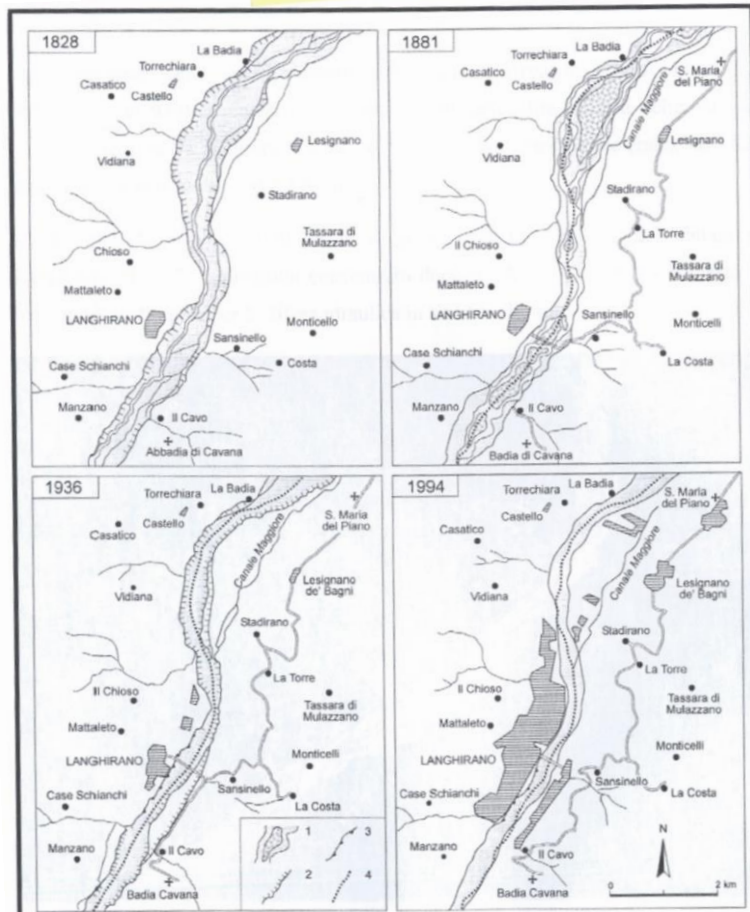 1828
La Badia
Torrechiara
Castello
Casatico
Lesignano
Vidiana
Stadirano
Chioso
Tassara di
Mulazzano
Mattaleto
LANGHIRANO
Sansinello
Monticello
Costa
Case Schianchi
Manzano
Il Cavo
Abbadia di Cavana
1881
La Badia
Torrechiara
S. Maria
del Piano
Casatico
Castello
Canale Maggiore
Lesignano
Vidiana
Stadirano
La Torre
Il Chioso
Tassara di
Mulazzano
Mattaleto
LANGHIRANO
Sansinello
Monticelli
La Costa
Case Schianchi
Manzano
Il Cavo
Badia di Cavana
1936
La Badia
Torrechiara
Castello
S. Maria
del Piano
Casatico
Canale Maggiore
Lesignano
de' Bagni
Vidiana
Stadirano
La Torre
Il Chioso
Tassara di
Mulazzano
Mattaleto
LANGHIRANO
Monticelli
Sansinello
La Costa
Case Schianchi
Manzano
Il Cavo
Badia Cavana
1 3
2 4
1994
La Badia
Torrechiara
S. Maria
del Piano
Castello
Casatico
Canale Maggiore
Lesignano
de' Bagni
Vidiana
Stadirano
La Torre
Il Chioso
Tassara di
Mulazzano
Mattaleto
LANGHIRANO
Monticelli
Sansinello
La Costa
Case Schianchi
Manzano
Il Cavo
Badia Cavana
N
0 2 km